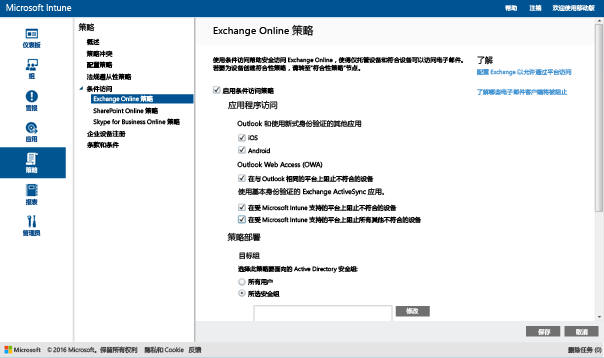 Microsoft Intune
帮助 注销 欢迎使用移动版
仪表板
组
警报
应用
策略
报表
管理员
策略
概述
策略冲突
配置策略
法规遵从性策略
条件访问
Exchange Online 策略
SharePoint Online 策略
Skype for Business Online 策略
企业设备注册
条款和条件
Exchange Online 策略
使用条件访问帮助安全访问 Exchange Online，使得仅托管设备和符合设备可以访问电子邮件。
若要为设备创建符合性策略，请转至"符合性策略"节点。
了解
配置 Exchange 以允许通过平台访问
了解哪些电子邮件客户端将被阻止
启用条件访问策略
应用程序访问
Outlook 和使用新式身份验证的其他应用
iOS
Android
Outlook Web Access (OWA)
在与 Outlook 相同的平台上阻止不符合的设备
使用基本身份验证的 Exchange ActiveSync 应用。
在受 Microsoft Intune 支持的平台上阻止不符合的设备
在受 Microsoft Intune 支持的平台上阻止所有其他不符合的设备
策略部署
目标组
选择此策略要面向的 Active Directory 安全组:
所有用户
所选安全组
修改
保存 取消
Microsoft © 2016 Microsoft。保留所有权利 隐私和 Cookie 反馈
删除任务 (0)